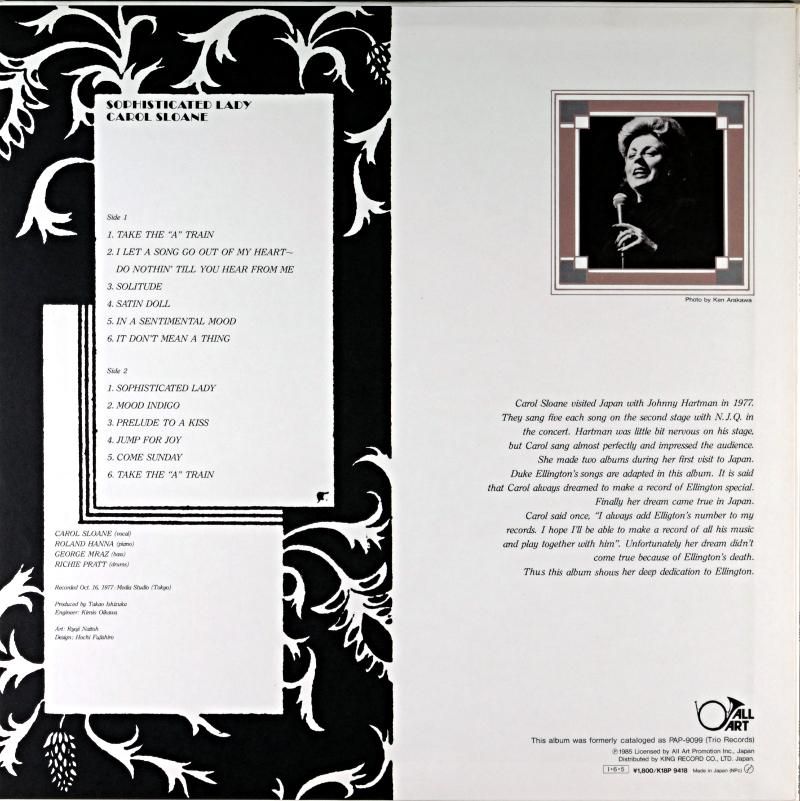 SOPHISTICATED LADY
CAROL SLOANE
Side 1
1. TAKE THE "A" TRAIN
2. I LET A SONG GO OUT OF MY HEART~
DO NOTHIN' TILL YOU HEAR FROM ME
3. SOLITUDE
4. SATIN DOLL
5. IN A SENTIMENTAL MOOD
6. IT DON'T MEAN A THING
Side 2
1. SOPHISTICATED LADY
2. MOOD INDIGO
3. PRELUDE TO A KISS
4. JUMP FOR JOY
5. COME SUNDAY
6. TAKE THE "A" TRAIN
CAROL SLOANE (vocal)
ROLAND HANNA (piano)
GEORGE MRAZ (bass)
RICHIE PRATT (drums)
Recorded Oct. 16, 1977-Media Studio (Tokyo)
Produced by Takao Ishizuka
Engineer: Kimio Oikawa
Art: Ryuji Naitoh
Design: Hochi Fujishiro
Photo by Ken Arakawa
Carol Sloane visited Japan with Johnny Hartman in 1977.
They sang five each song on the second stage with N.J.Q. in
the concert. Hartman was little bit nervous on his stage,
but Carol sang almost perfectly and impressed the audience.
She made two albums during her first visit to Japan.
Duke Ellington's songs are adapted in this album. It is said
that Carol always dreamed to make a record of Ellington special.
Finally her dream came true in Japan.
Carol said once, "I always add Elligton's number to my
records. I hope I'll be able to make a record of all his music
and play together with him". Unfortunately her dream didn't
come true because of Ellington's death.
Thus this album shows her deep dedication to Ellington.
ALL
ART
This album was formerly cataloged as PAP-9099 (Trio Records)
℗1985 Licensed by All Art Promotion Inc., Japan
Distributed by KING RECORD CO., LTD. Japan.
1•6•5 ¥1,800/K18P 9418 Made in Japan (NPc)